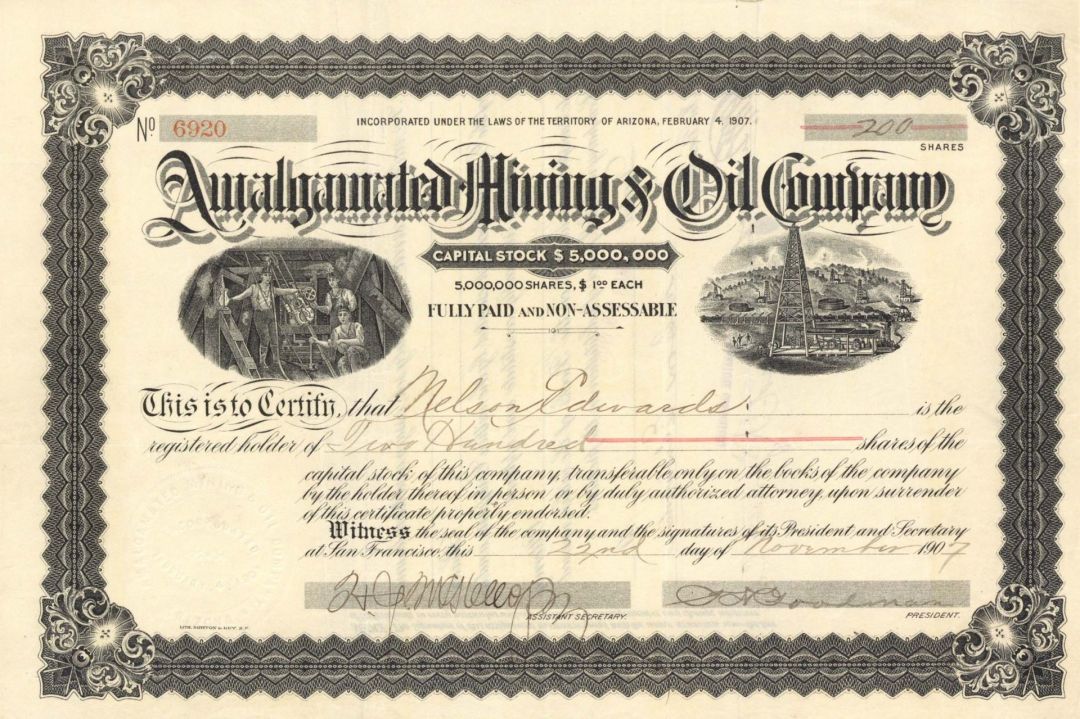 INCORPORATED UNDER THE LAWS OF THE TERRITORY OF ARIZONA, FEBRUARY 4, 1907.
Nº 6920
200
SHARES
Amalgamated Mining & Oil Company
CAPITAL STOCK $5,000,000
5,000,000 SHARES, $1.00 EACH
FULLY PAID AND NON-ASSESSABLE
This is to Certify, that Nelson Edwards is the
registered holder of Two Hundred shares of the
capital stock of this company, transferable only on the books of the company
by the holder thereof in person or by duly authorized attorney, upon surrender
of this certificate properly endorsed.
Witness the seal of the company and the signatures of its President and Secretary
at San Francisco, this 22nd day of November 1907
ASSISTANT SECRETARY.
PRESIDENT.